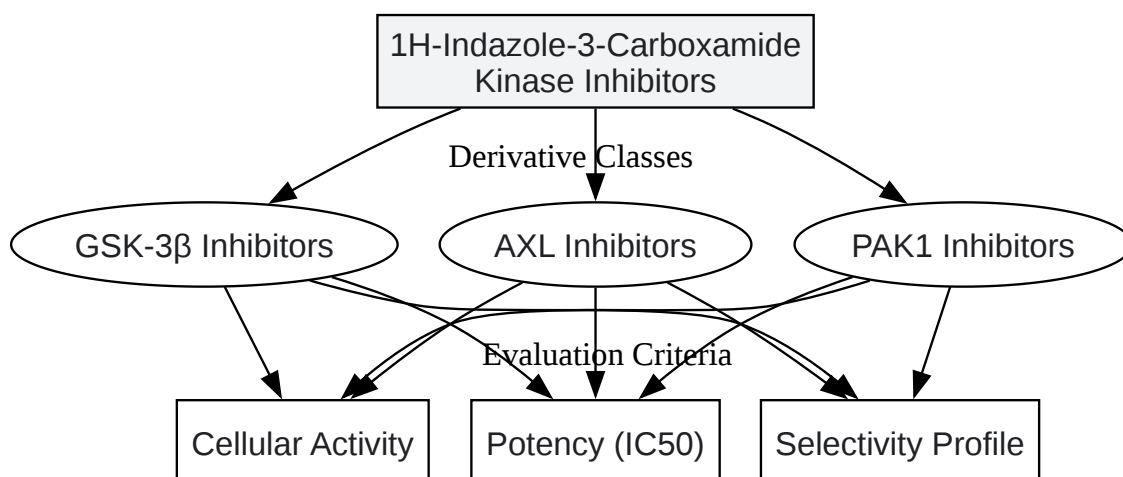 1H-Indazole-3-Carboxamide
Kinase Inhibitors
Derivative Classes
GSK-3β Inhibitors
AXL Inhibitors
PAK1 Inhibitors
Evaluation Criteria
Cellular Activity
Potency (IC50)
Selectivity Profile